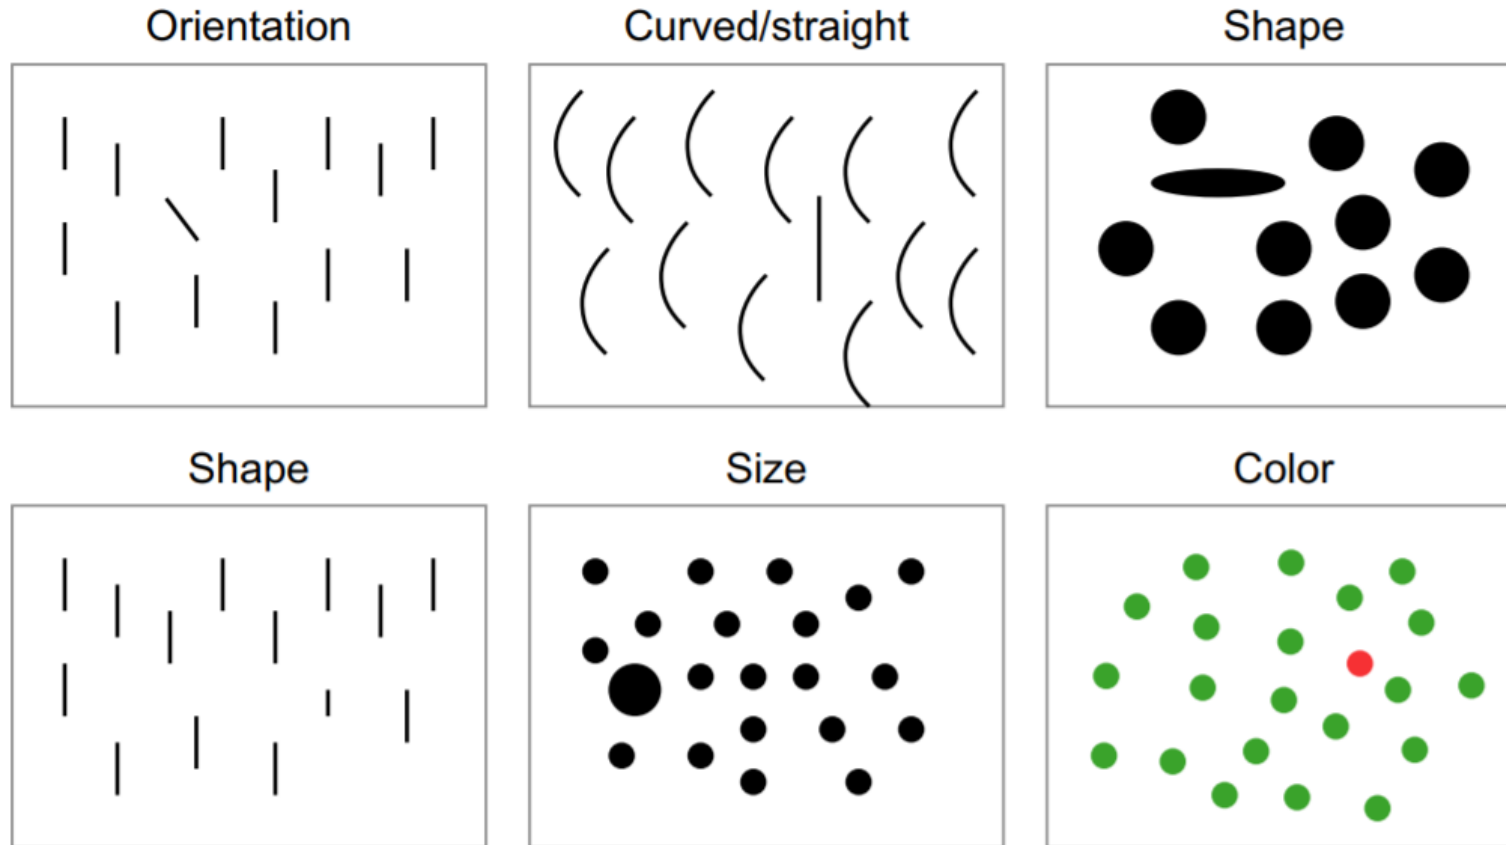 Orientation
Curved/straight
Shape
Shape
Size
Color